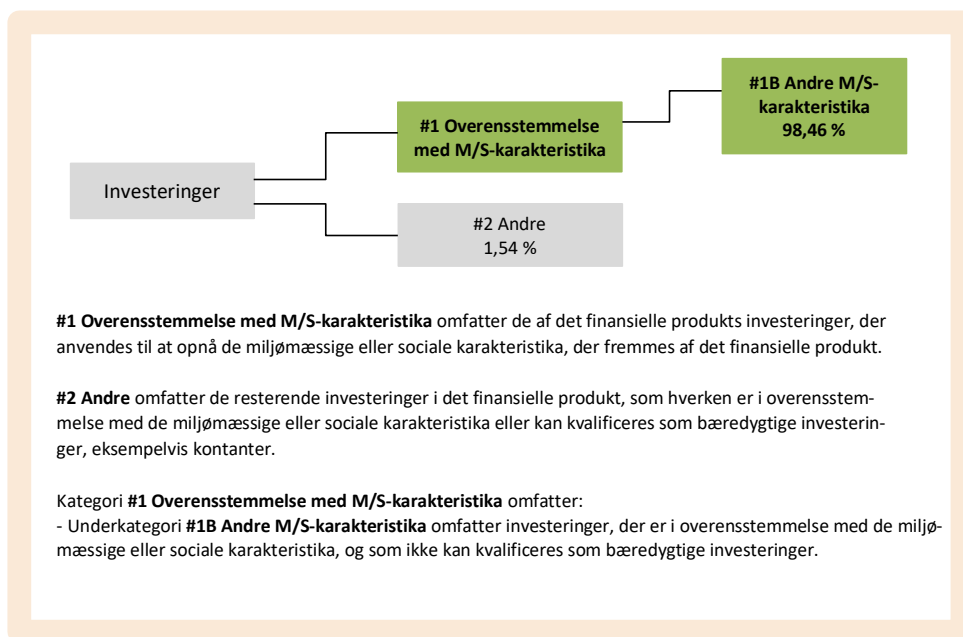 #1B Andre M/S-
karakteristika
98,46 %
#1 Overensstemmelse
med M/S-karakteristika
Investeringer
#2 Andre
1,54 %
#1 Overensstemmelse med M/S-karakteristika omfatter de af det finansielle produkts investeringer, der
anvendes til at opnå de miljømæssige eller sociale karakteristika, der fremmes af det finansielle produkt.
#2 Andre omfatter de resterende investeringer i det finansielle produkt, som hverken er i overensstem-
melse med de miljømæssige eller sociale karakteristika eller kan kvalificeres som bæredygtige investerin-
ger, eksempelvis kontanter.
Kategori #1 Overensstemmelse med M/S-karakteristika omfatter:
- Underkategori #1B Andre M/S-karakteristika omfatter investeringer, der er i overensstemmelse med de miljø-
mæssige eller sociale karakteristika, og som ikke kan kvalificeres som bæredygtige investeringer.